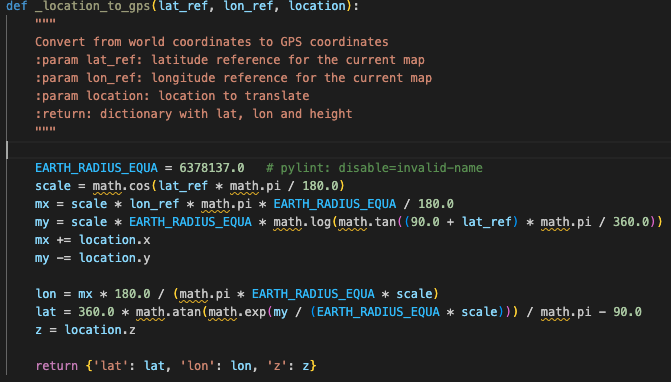 def _location_to_gps(lat_ref, lon_ref, location):
    """
    Convert from world coordinates to GPS coordinates
    :param lat_ref: latitude reference for the current map
    :param lon_ref: longitude reference for the current map
    :param location: location to translate
    :return: dictionary with lat, lon and height
    """
    EARTH_RADIUS_EQUA = 6378137.0   # pylint: disable=invalid-name
    scale = math.cos(lat_ref * math.pi / 180.0)
    mx = scale * lon_ref * math.pi * EARTH_RADIUS_EQUA / 180.0
    my = scale * EARTH_RADIUS_EQUA * math.log(math.tan((90.0 + lat_ref) * math.pi / 360.0))
    mx += location.x
    my -= location.y
    lon = mx * 180.0 / (math.pi * EARTH_RADIUS_EQUA * scale)
    lat = 360.0 * math.atan(math.exp(my / (EARTH_RADIUS_EQUA * scale))) / math.pi - 90.0
    z = location.z
    return {'lat': lat, 'lon': lon, 'z': z}